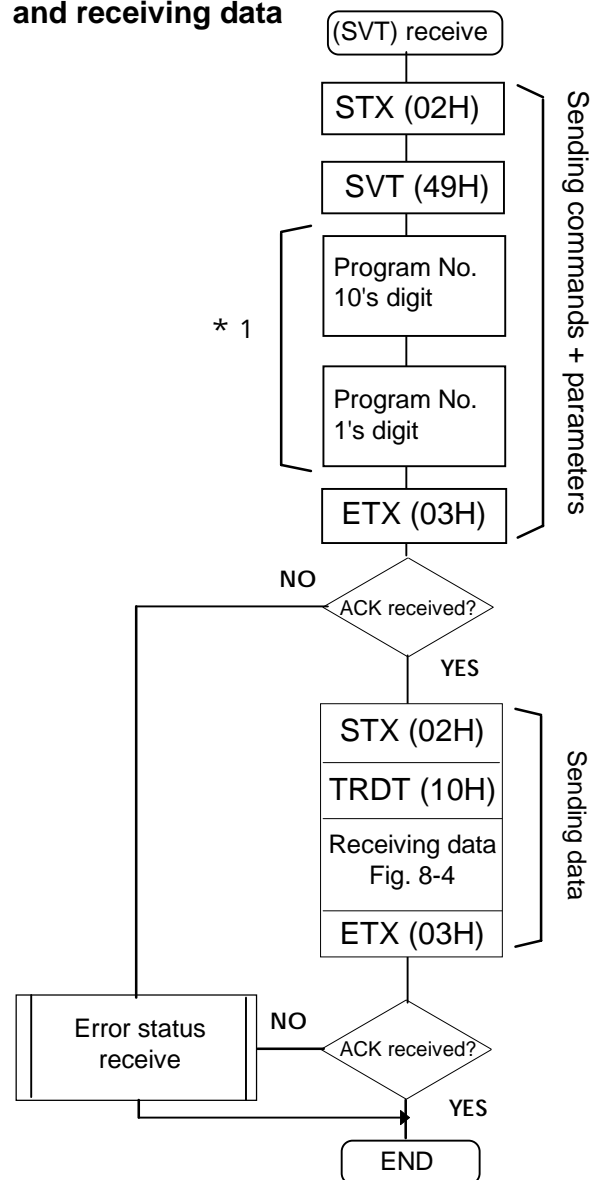 and receiving data
(SVT) receive
STX (02H)
SVT (49H)
Program No.
10's digit
* 1
Program No.
1's digit
ETX (03H)
Sending commands + parameters
NO
ACK received?
YES
STX (02H)
TRDT (10H)
Receiving data
Fig. 8-4
ETX (03H)
Sending data
Error status
receive
NO
ACK received?
YES
END